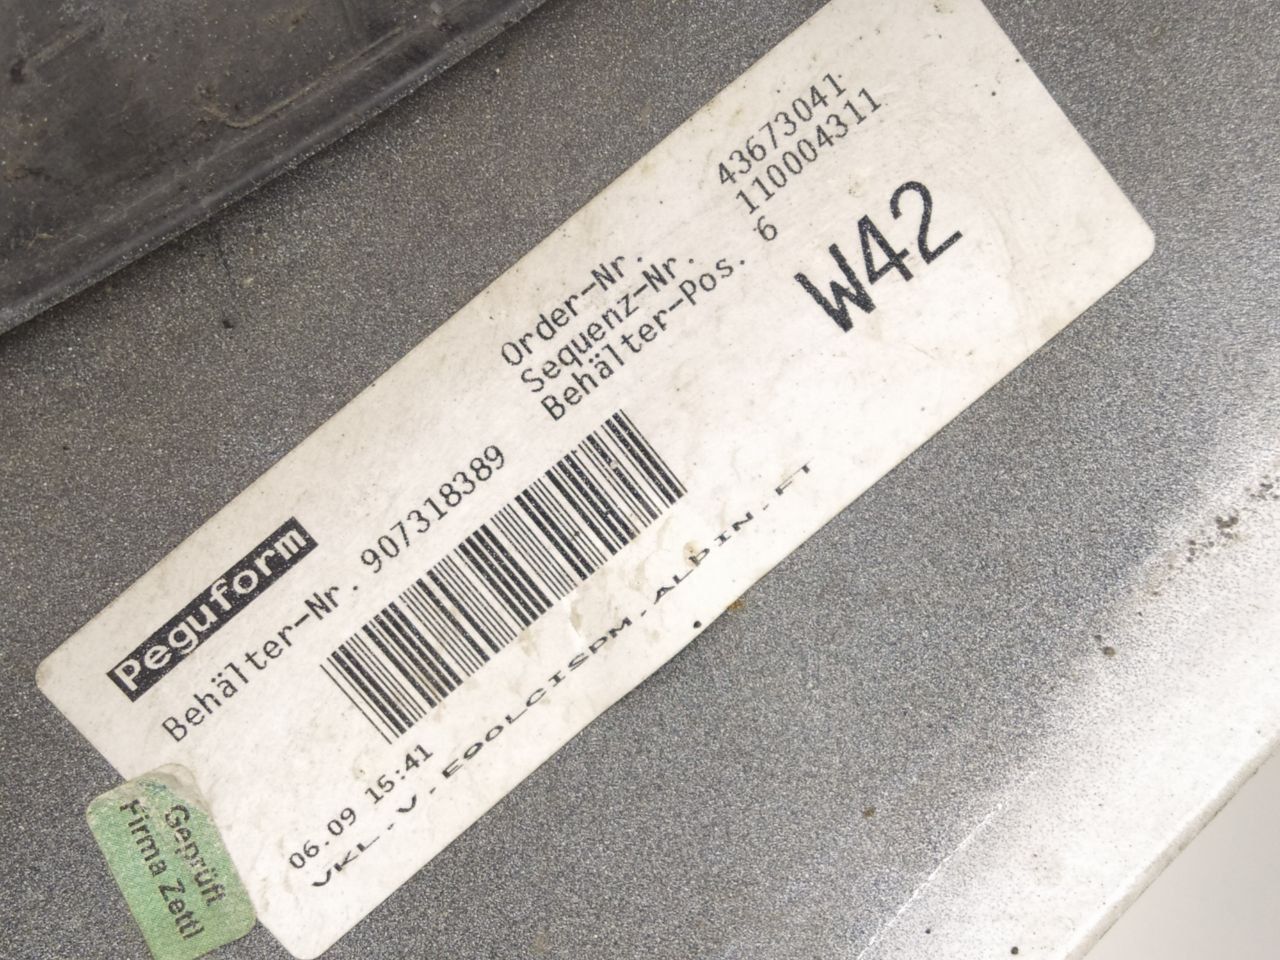 Peguform
Behälter-Nr. 907318389
Order-Nr. 43673041
Sequenz-Nr. 110004311
Behälter-Pos. 6
W42
06.09 15:41
Geprüft
Firma Zettl